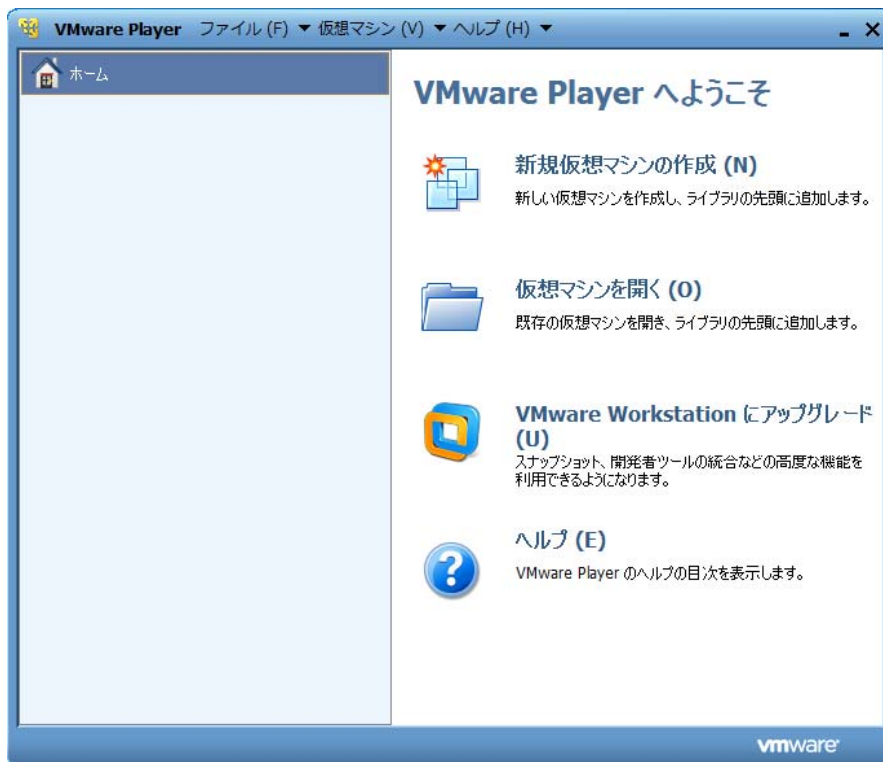 VMware Player ファイル (F) ▼ 仮想マシン (V) ▼ ヘルプ (H) ▼
ホーム
VMware Player へようこそ
新規仮想マシンの作成 (N)
新しい仮想マシンを作成し、ライブラリの先頭に追加します。
仮想マシンを開く (O)
既存の仮想マシンを開き、ライブラリの先頭に追加します。
VMware Workstation にアップグレード
(U)
スナップショット、開発者ツールの統合などの高度な機能を
利用できるようになります。
ヘルプ (E)
VMware Player のヘルプの目次を表示します。
vmware